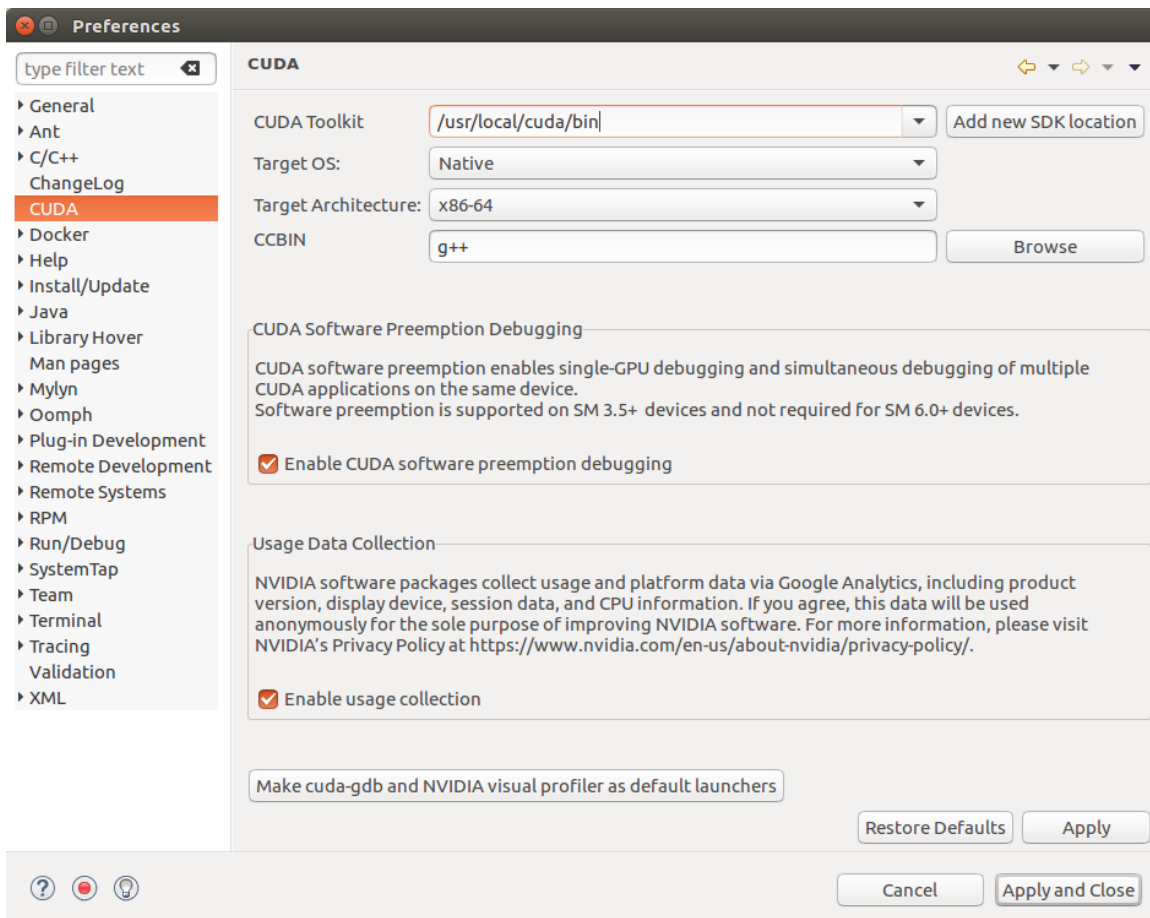 Preferences
type filter text
General
Ant
C/C++
ChangeLog
CUDA
Docker
Help
Install/Update
Java
Library Hover
Man pages
Mylyn
Oomph
Plug-in Development
Remote Development
Remote Systems
RPM
Run/Debug
SystemTap
Team
Terminal
Tracing
Validation
XML
CUDA
CUDA Toolkit /usr/local/cuda/bin Add new SDK location
Target OS: Native
Target Architecture: x86-64
CCBIN g++ Browse
CUDA Software Preemption Debugging
CUDA software preemption enables single-GPU debugging and simultaneous debugging of multiple
CUDA applications on the same device.
Software preemption is supported on SM 3.5+ devices and not required for SM 6.0+ devices.
Enable CUDA software preemption debugging
Usage Data Collection
NVIDIA software packages collect usage and platform data via Google Analytics, including product
version, display device, session data, and CPU information. If you agree, this data will be used
anonymously for the sole purpose of improving NVIDIA software. For more information, please visit
NVIDIA's Privacy Policy at https://www.nvidia.com/en-us/about-nvidia/privacy-policy/.
Enable usage collection
Make cuda-gdb and NVIDIA visual profiler as default launchers
Restore Defaults Apply
Cancel Apply and Close